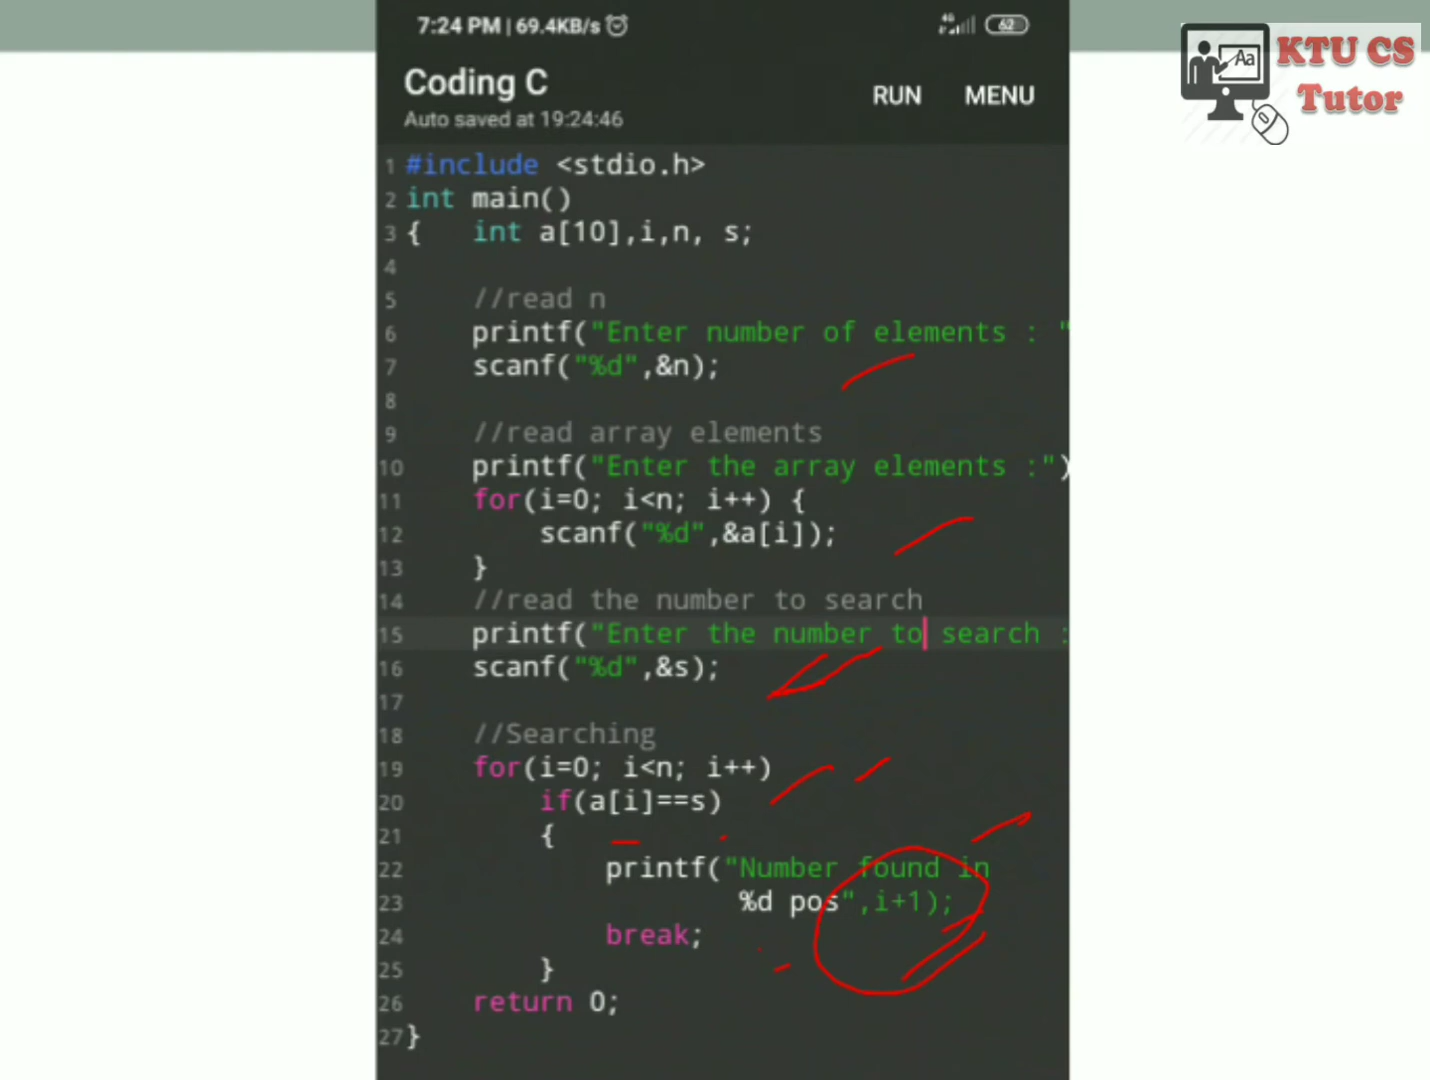 7:24 PM | 69.4KB/s
4G
62
KTU CS
Tutor
Aa
Coding C
RUN
MENU
Auto saved at 19:24:46
1 #include <stdio.h>
2 int main()
3 { int a[10],i,n, s;
4
5 //read n
6 printf("Enter number of elements : "
7 scanf("%d",&n);
8
9 //read array elements
10 printf("Enter the array elements :")
11 for(i=0; i<n; i++) {
12 scanf("%d",&a[i]);
13 }
14 //read the number to search
15 printf("Enter the number to search :
16 scanf("%d",&s);
17
18 //Searching
19 for(i=0; i<n; i++)
20 if(a[i]==s)
21 {
22 printf("Number found in
23 %d pos",i+1);
24 break;
25 }
26 return 0;
27 }